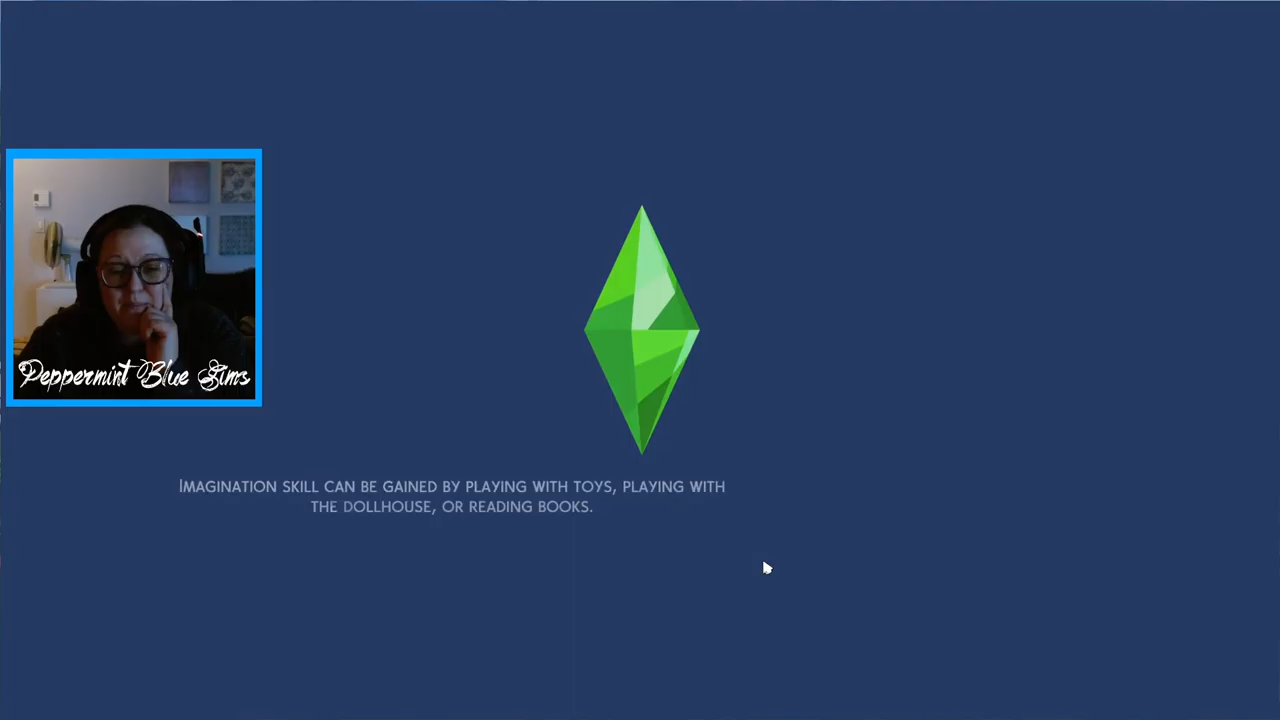 Peppermint Blue Sims
Imagination skill can be gained by playing with toys, playing with
the dollhouse, or reading books.